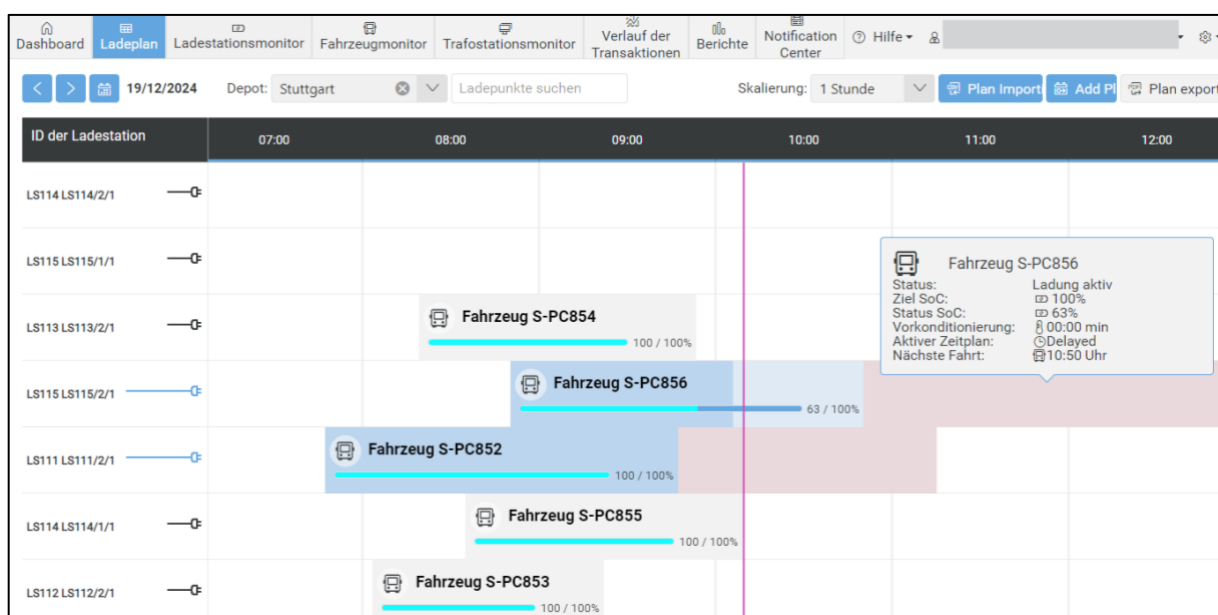 Dashboard Ladeplan Ladestationsmonitor Fahrzeugmonitor Trafostationsmonitor Verlauf der Transaktionen Berichte Notification Center Hilfe
19/12/2024 Depot: Stuttgart Ladepunkte suchen Skalierung: 1 Stunde Plan Import Add Pl Plan export
ID der Ladestation 07:00 08:00 09:00 10:00 11:00 12:00
LS114 LS114/2/1
LS115 LS115/1/1
Fahrzeug S-PC856
Status: Ladung aktiv
Ziel SoC: 100%
Status SoC: 63%
Vorkonditionierung: 00:00 min
Aktiver Zeitplan: Delayed
Nächste Fahrt: 10:50 Uhr
LS113 LS113/2/1 Fahrzeug S-PC854
100 / 100%
LS115 LS115/2/1 Fahrzeug S-PC856
63 / 100%
LS111 LS111/2/1 Fahrzeug S-PC852
100 / 100%
LS114 LS114/1/1 Fahrzeug S-PC855
100 / 100%
LS112 LS112/2/1 Fahrzeug S-PC853
100 / 100%